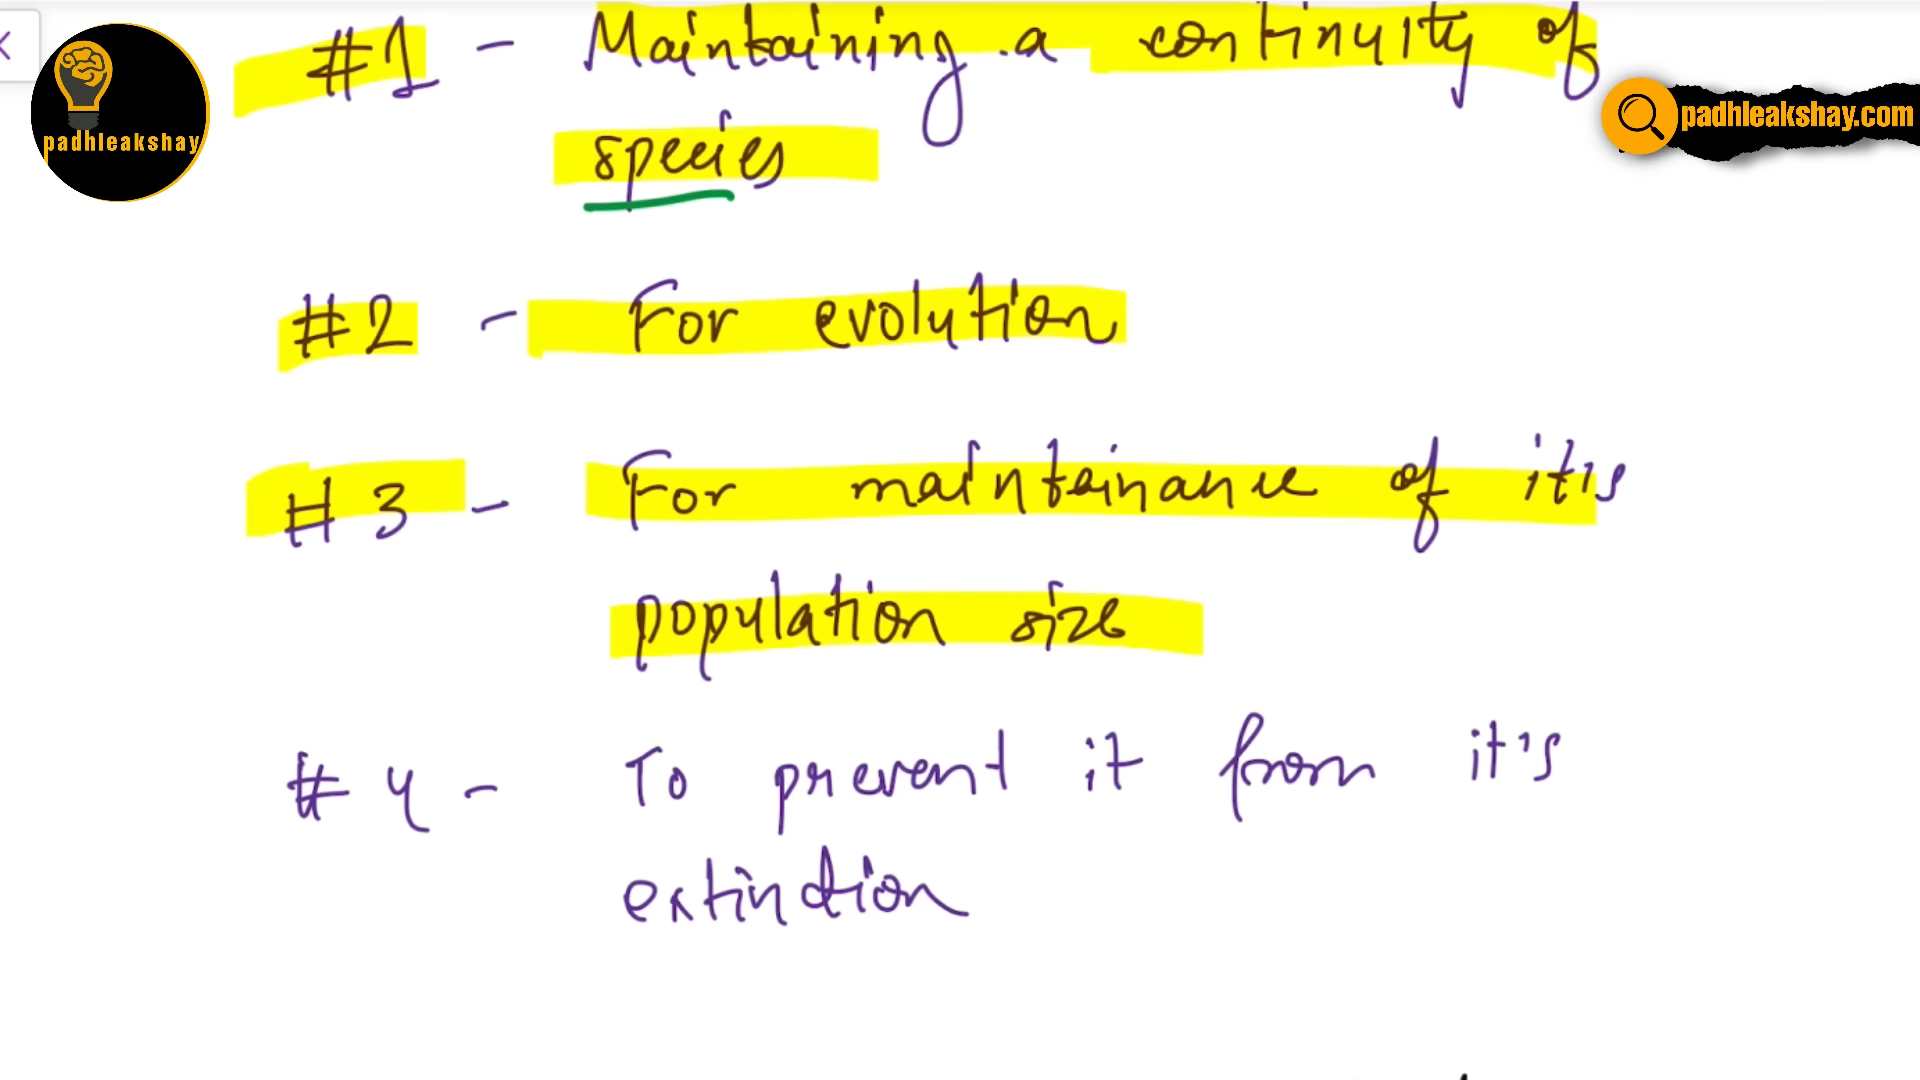 #1 - Maintaining a continuity of
padhleakshay
padhleakshay.com
species
#2 - For evolution
#3 - For maintainance of it's
population size
#4 - To prevent it from it's
extinction